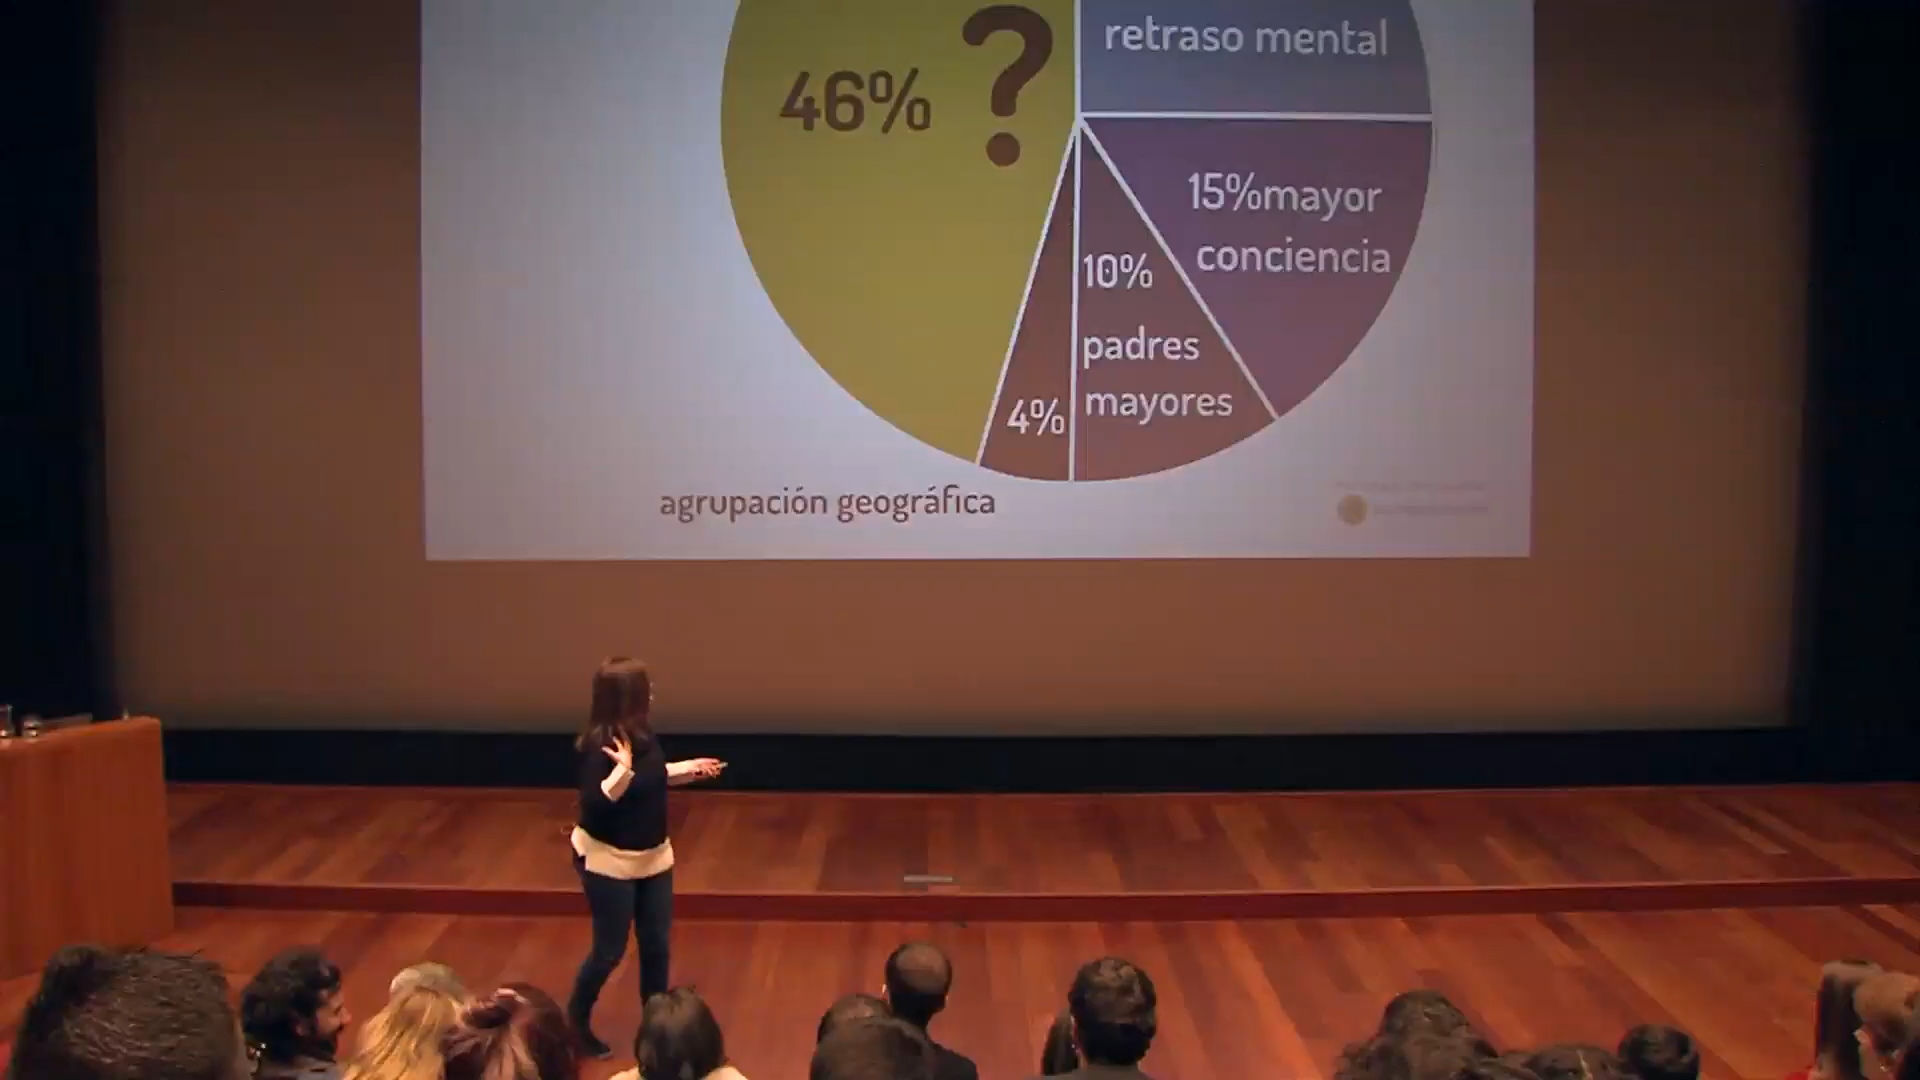 46% ?
retraso mental
15%mayor
conciencia
10%
padres
mayores
4%
agrupación geográfica